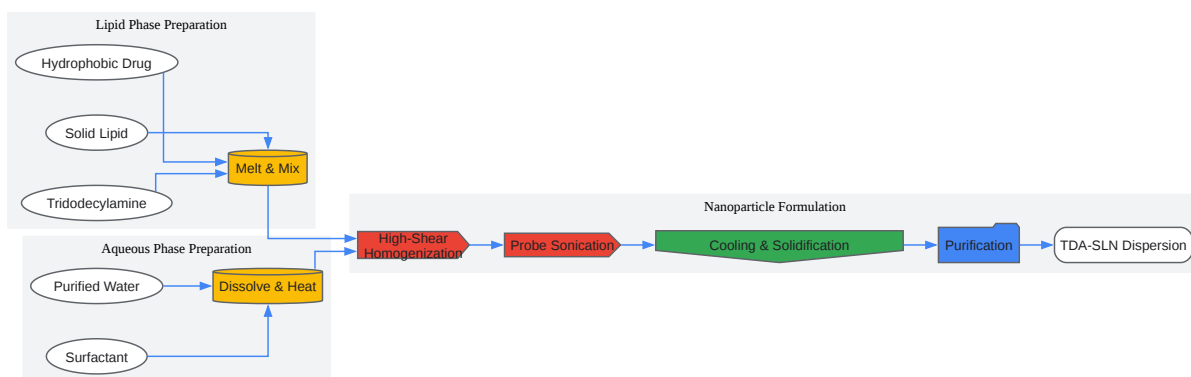 Lipid Phase Preparation
Hydrophobic Drug
Solid Lipid
Melt & Mix
Tridodecylamine
Aqueous Phase Preparation
Purified Water
Dissolve & Heat
Surfactant
Nanoparticle Formulation
High-Shear
Homogenization
Probe Sonication
Cooling & Solidification
Purification
TDA-SLN Dispersion